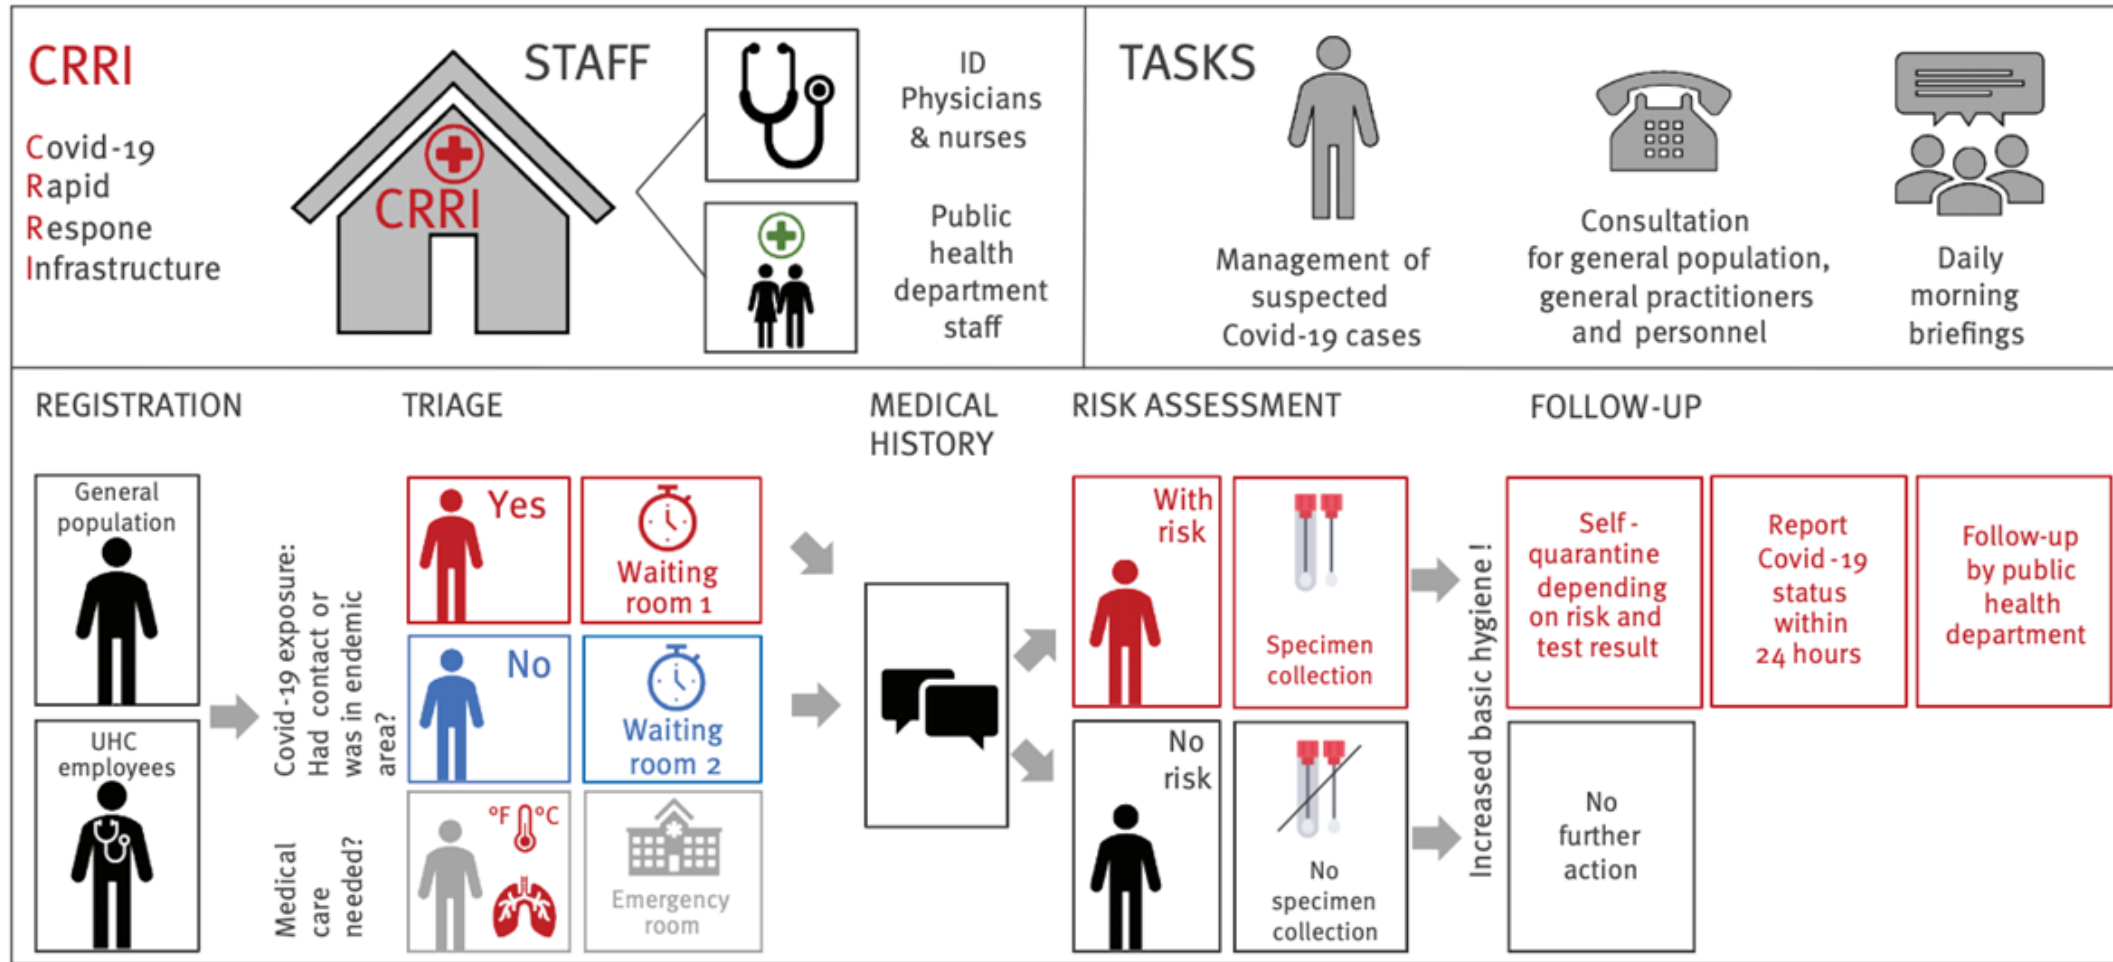 CRRI
Covid-19
Rapid
Respone
Infrastructure
CRRI
STAFF
ID
Physicians
& nurses
Public
health
department
staff
TASKS
Management of
suspected
Covid-19 cases
Consultation
for general population,
general practitioners
and personnel
Daily
morning
briefings
REGISTRATION
General
population
UHC
employees
TRIAGE
Covid-19 exposure:
Had contact or
was in endemic
area?
Yes
Waiting
room 1
No
Waiting
room 2
Medical
care
needed?
°F °C
Emergency
room
MEDICAL
HISTORY
RISK ASSESSMENT
With
risk
Specimen
collection
No
risk
No
specimen
collection
FOLLOW-UP
Increased basic hygiene!
Self-
quarantine
depending
on risk and
test result
Report
Covid-19
status
within
24 hours
Follow-up
by public
health
department
No
further
action